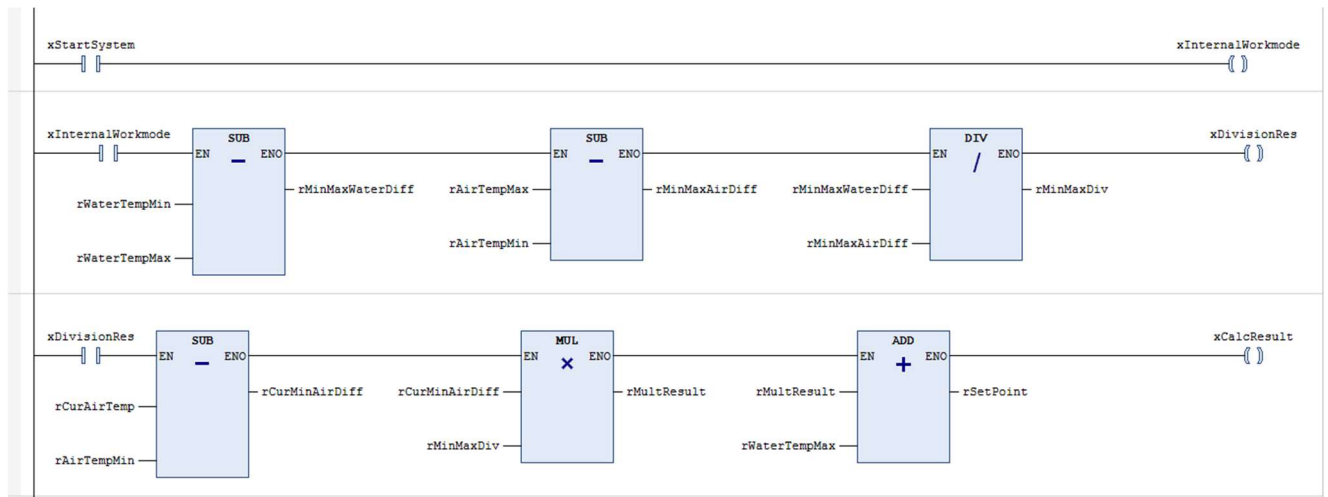 xStartSystem xInternalWorkmode
xInternalWorkmode SUB SUB DIV xDivisionRes
EN ENO EN ENO EN ENO
− − /
rMinMaxWaterDiff rAirTempMax rMinMaxAirDiff rMinMaxWaterDiff rMinMaxDiv
rWaterTempMin
rAirTempMin rMinMaxAirDiff
rWaterTempMax
xDivisionRes SUB MUL ADD xCalcResult
EN ENO EN ENO EN ENO
− × +
rCurMinAirDiff rCurMinAirDiff rMultResult rMultResult rSetPoint
rCurAirTemp
rMinMaxDiv rWaterTempMax
rAirTempMin